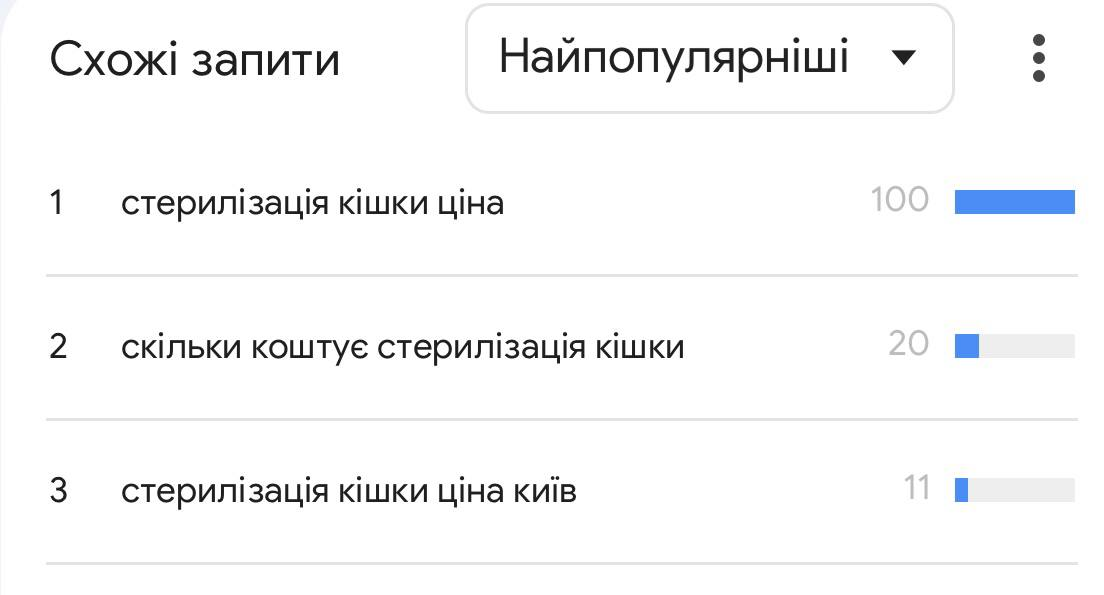 Схожі запити
Найпопулярніші
1 стерилізація кішки ціна 100
2 скільки коштує стерилізація кішки 20
3 стерилізація кішки ціна київ 11